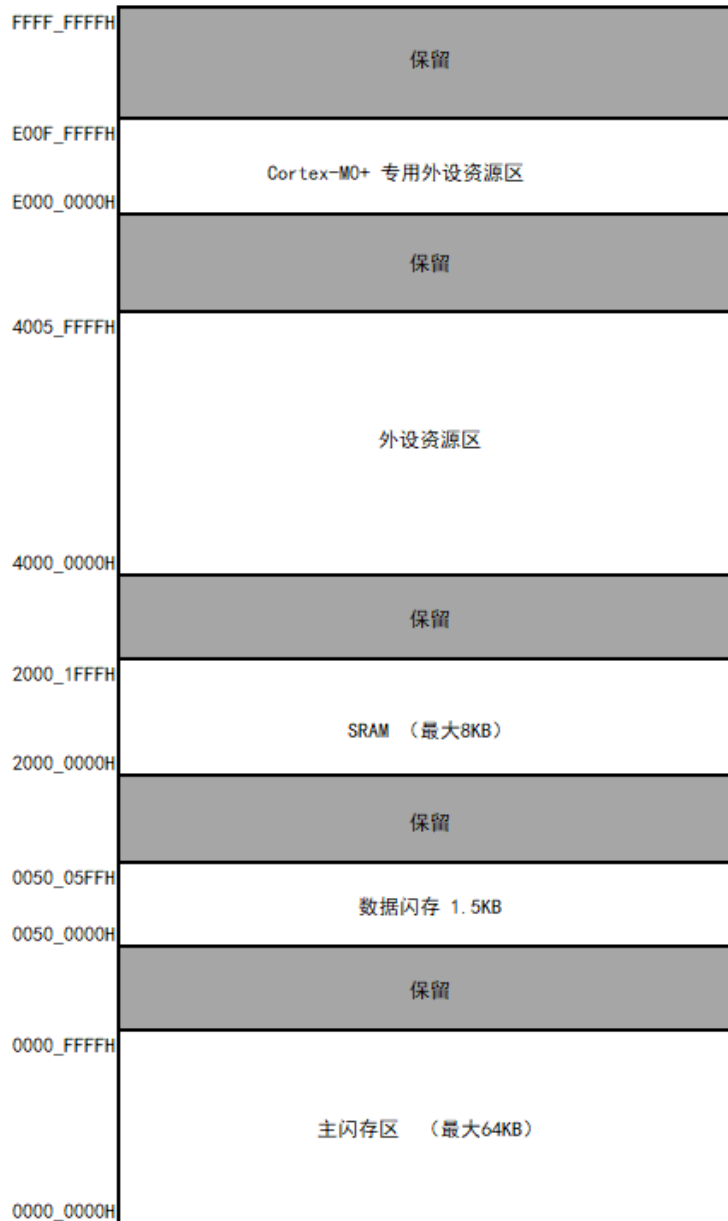 FFFF_FFFFH
保留
E00F_FFFFH
Cortex-M0+ 专用外设资源区
E000_0000H
保留
4005_FFFFH
外设资源区
4000_0000H
保留
2000_1FFFH
SRAM （最大8KB）
2000_0000H
保留
0050_05FFH
数据闪存 1.5KB
0050_0000H
保留
0000_FFFFH
主闪存区 （最大64KB）
0000_0000H